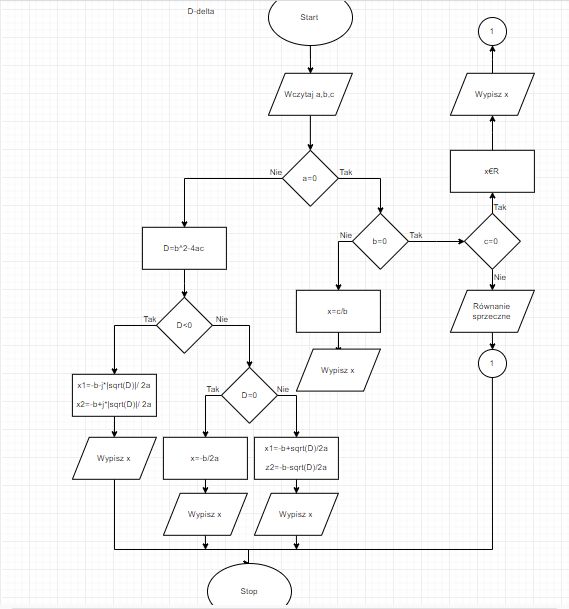 D-delta
Start
1
Wczytaj a,b,c
Wypisz x
Nie
a=0
Tak
x€R
Tak
D=b^2-4ac
Nie
b=0
Tak
c=0
Nie
x=c/b
Równanie
sprzeczne
Tak
D<0
Nie
Wypisz x
1
x1=-b-j*|sqrt(D)|/ 2a
x2=-b+j*|sqrt(D)|/ 2a
Tak
D=0
Nie
Wypisz x
x=-b/2a
x1=-b+sqrt(D)/2a
z2=-b-sqrt(D)/2a
Wypisz x
Wypisz x
Stop